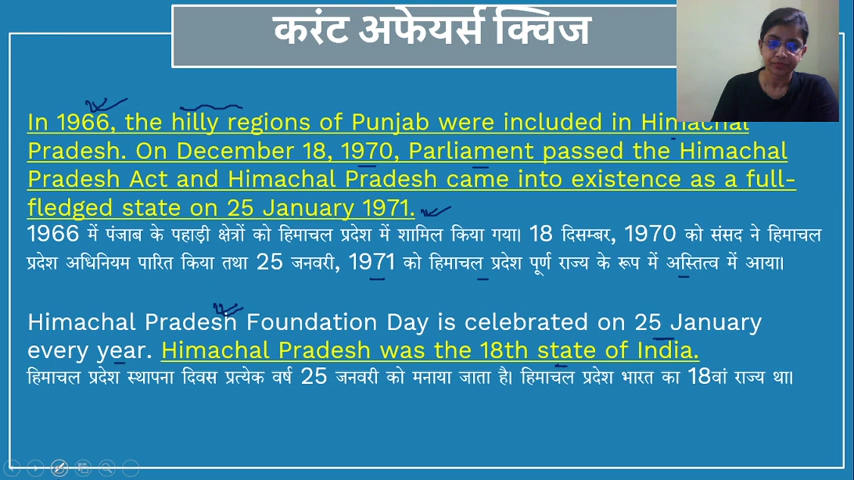 करंट अफेयर्स क्विज
In 1966, the hilly regions of Punjab were included in Himachal
Pradesh. On December 18, 1970, Parliament passed the Himachal
Pradesh Act and Himachal Pradesh came into existence as a full-
fledged state on 25 January 1971.
1966 में पंजाब के पहाड़ी क्षेत्रों को हिमाचल प्रदेश में शामिल किया गया। 18 दिसम्बर, 1970 को संसद ने हिमाचल
प्रदेश अधिनियम पारित किया तथा 25 जनवरी, 1971 को हिमाचल प्रदेश पूर्ण राज्य के रूप में अस्तित्व में आया।
Himachal Pradesh Foundation Day is celebrated on 25 January
every year. Himachal Pradesh was the 18th state of India.
हिमाचल प्रदेश स्थापना दिवस प्रत्येक वर्ष 25 जनवरी को मनाया जाता है। हिमाचल प्रदेश भारत का 18वां राज्य था।